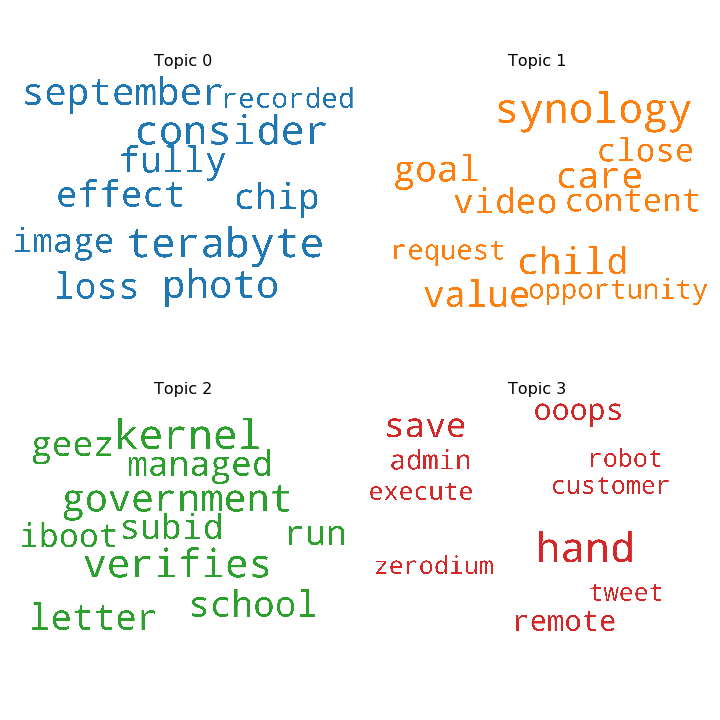 Topic 0
september
recorded
consider
fully
effect
chip
image
terabyte
loss
photo
Topic 1
synology
close
goal
care
video
content
request
child
value
opportunity
Topic 2
kernel
geez
managed
government
iboot
subid
run
verifies
school
letter
Topic 3
ooops
save
admin
robot
execute
customer
hand
zerodium
tweet
remote